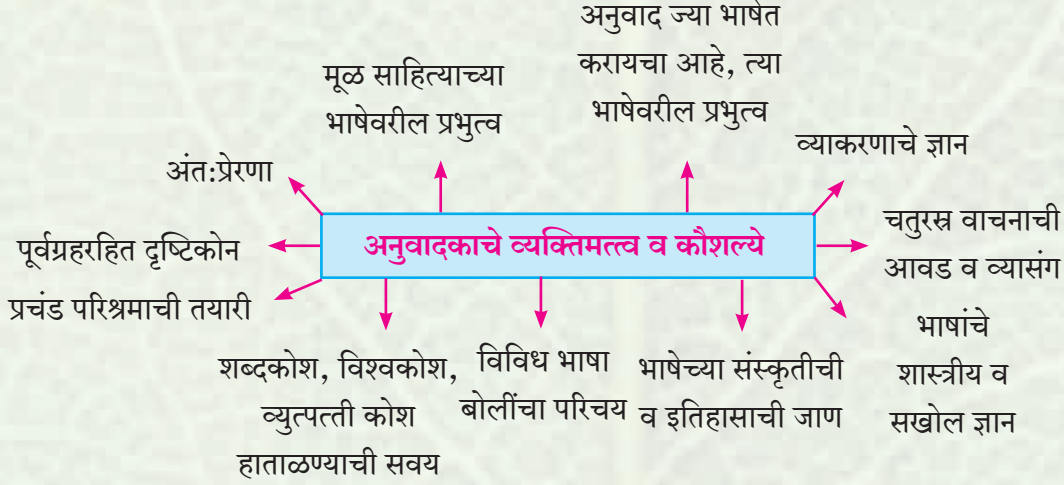 अनुवाद ज्या भाषेत
करायचा आहे, त्या
भाषेवरील प्रभुत्व
मूळ साहित्याच्या
भाषेवरील प्रभुत्व
व्याकरणाचे ज्ञान
अंत:प्रेरणा
अनुवादकाचे व्यक्तिमत्त्व व कौशल्ये
पूर्वग्रहरहित दृष्टिकोन
प्रचंड परिश्रमाची तयारी
चतुरस्र वाचनाची
आवड व व्यासंग
शब्दकोश, विश्वकोश,
व्युत्पत्ती कोश
हाताळण्याची सवय
विविध भाषा
बोलींचा परिचय
भाषेच्या संस्कृतीची
व इतिहासाची जाण
भाषांचे
शास्त्रीय व
सखोल ज्ञान